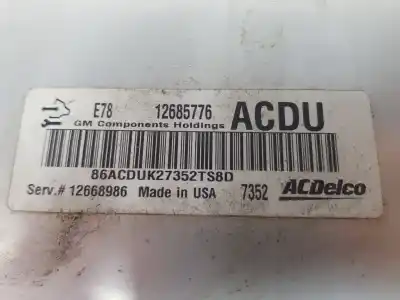 E78 12685776 ACDU
GM Components Holdings
86ACDUK27352TS8D
Serv.# 12668986 Made in USA 7352 ACDelco